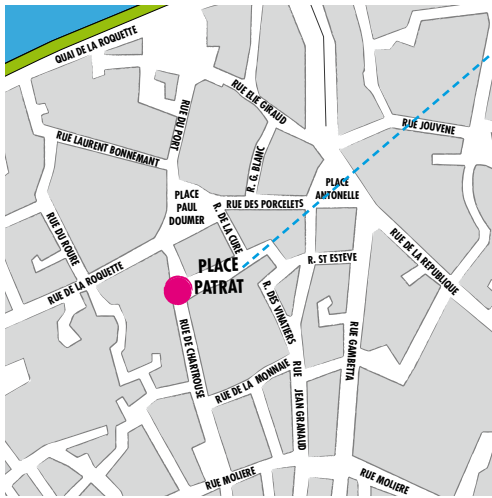 QUAI DE LA ROQUETTE
RUE ELIE GIRAUD
RUE DU PORT
RUE JOUVENE
RUE LAURENT BONNEMANT
R. G. BLANC
PLACE
PAUL
DOUMER
PLACE
ANTONELLE
RUE DES PORCELETS
R. DE LA CURE
RUE DU ROURE
RUE DE LA REPUBLIQUE
R. ST ESTEVE
RUE DE LA ROQUETTE
PLACE
PATRAT
R. DES VINATIERS
RUE DE CHARTROUSE
RUE GAMBETTA
RUE DE LA MONNAIE
RUE JEAN GRANAUD
RUE MOLIERE
RUE MOLIERE